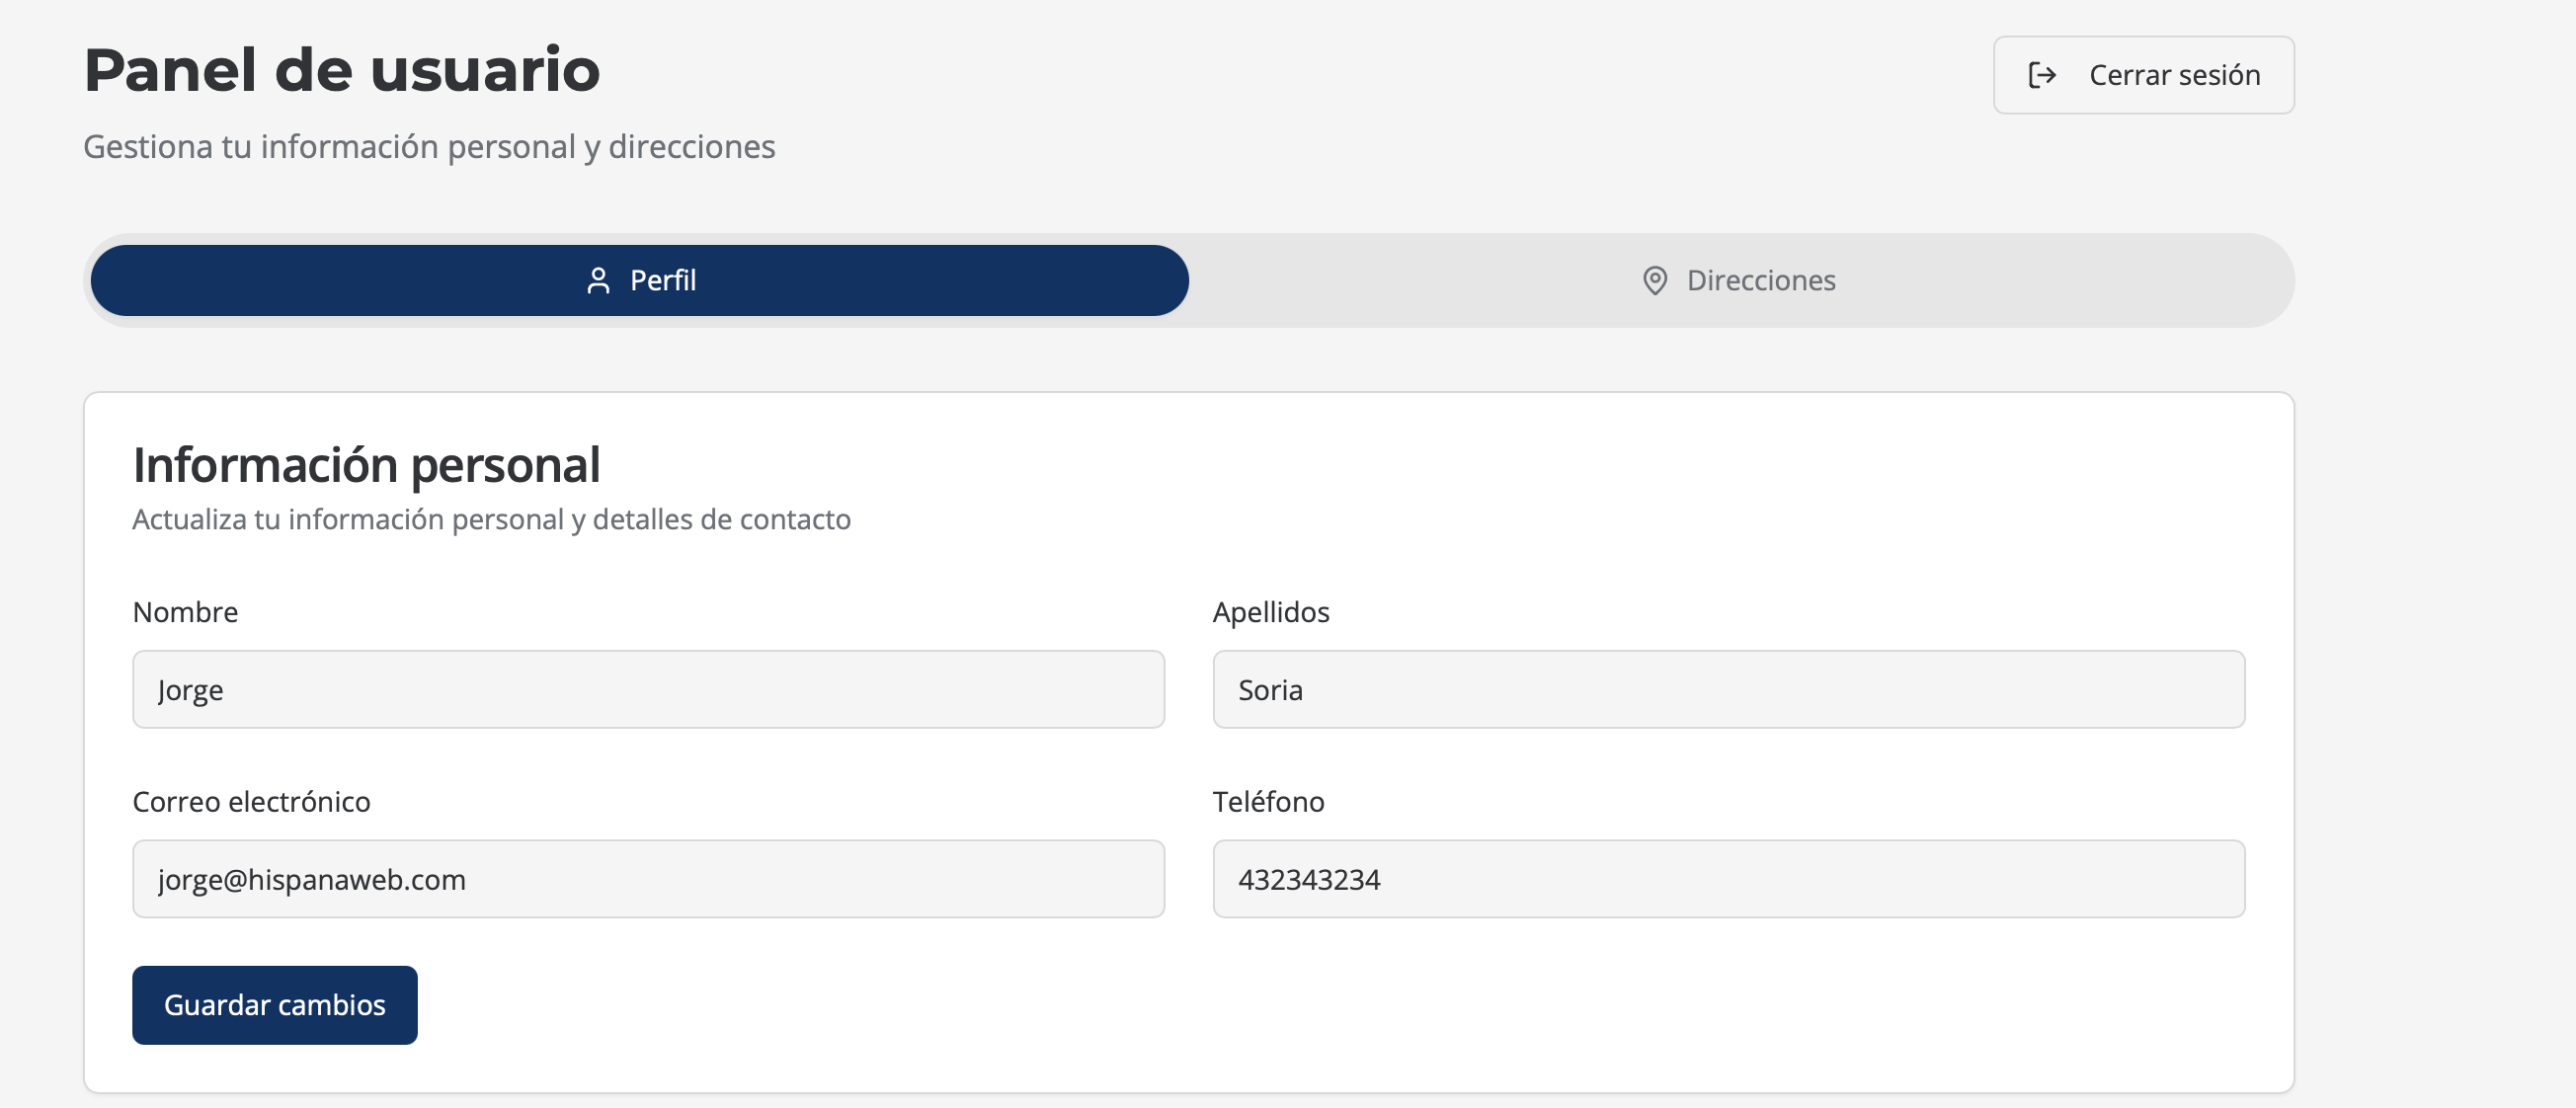 Panel de usuario
Cerrar sesión
Gestiona tu información personal y direcciones
Perfil
Direcciones
Información personal
Actualiza tu información personal y detalles de contacto
Nombre
Apellidos
Jorge
Soria
Correo electrónico
Teléfono
jorge@hispanaweb.com
432343234
Guardar cambios